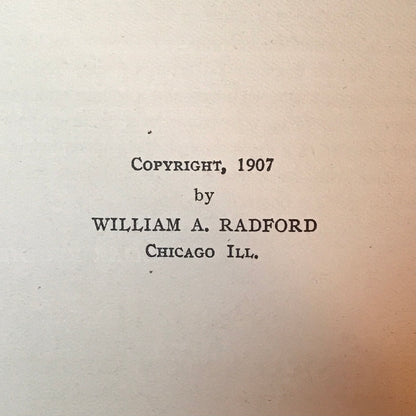 Copyright, 1907
by
WILLIAM A. RADFORD
Chicago Ill.